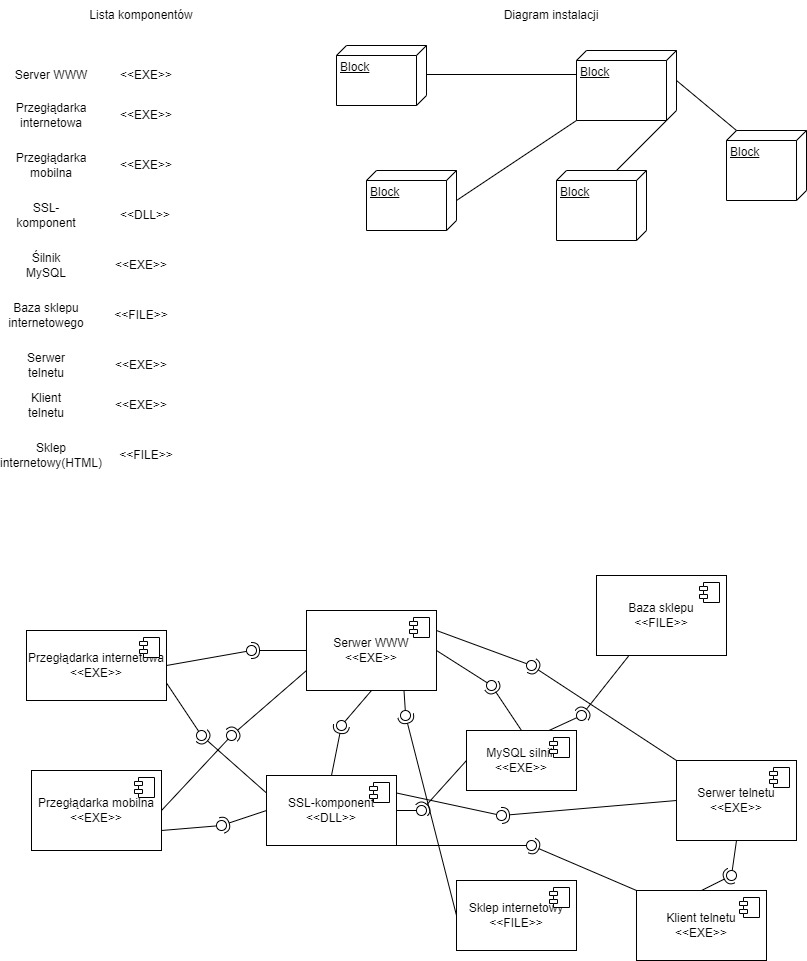 Lista komponentów
Diagram instalacji
Server WWW
<<EXE>>
Przeglądarka
internetowa
<<EXE>>
Przeglądarka
mobilna
<<EXE>>
SSL-
komponent
<<DLL>>
Śilnik
MySQL
<<EXE>>
Baza sklepu
internetowego
<<FILE>>
Serwer
telnetu
<<EXE>>
Klient
telnetu
<<EXE>>
Sklep
internetowy(HTML)
<<FILE>>
Block
Block
Block
Block
Block
Baza sklepu
<<FILE>>
Serwer WWW
<<EXE>>
Przeglądarka internetowa
<<EXE>>
MySQL silnik
<<EXE>>
Przeglądarka mobilna
<<EXE>>
SSL-komponent
<<DLL>>
Serwer telnetu
<<EXE>>
Sklep internetowy
<<FILE>>
Klient telnetu
<<EXE>>